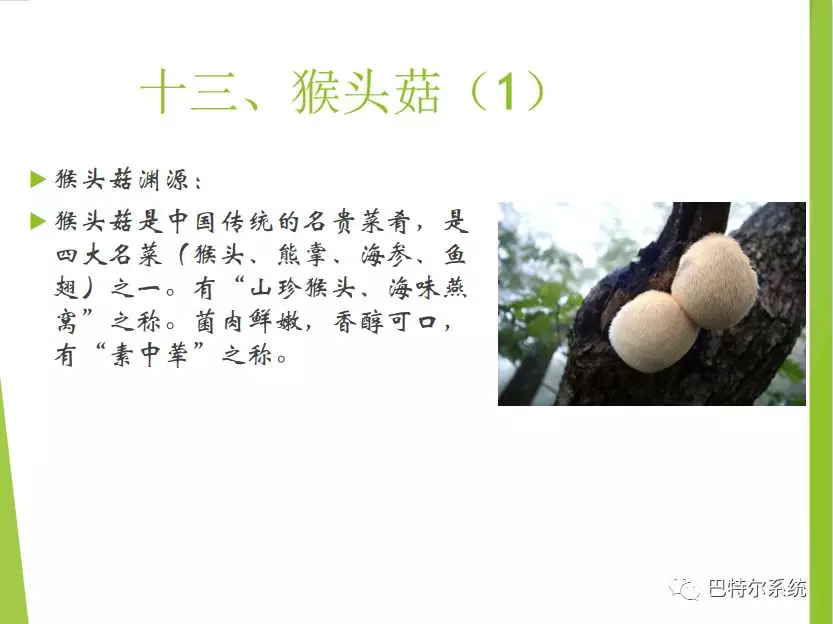 十三、猴头菇（1）
猴头菇渊源：
猴头菇是中国传统的名贵菜肴，是
四大名菜（猴头、熊掌、海参、鱼
翅）之一。有“山珍猴头、海味燕
窝”之称。菌肉鲜嫩，香醇可口，
有“素中荤”之称。
巴特尔系统